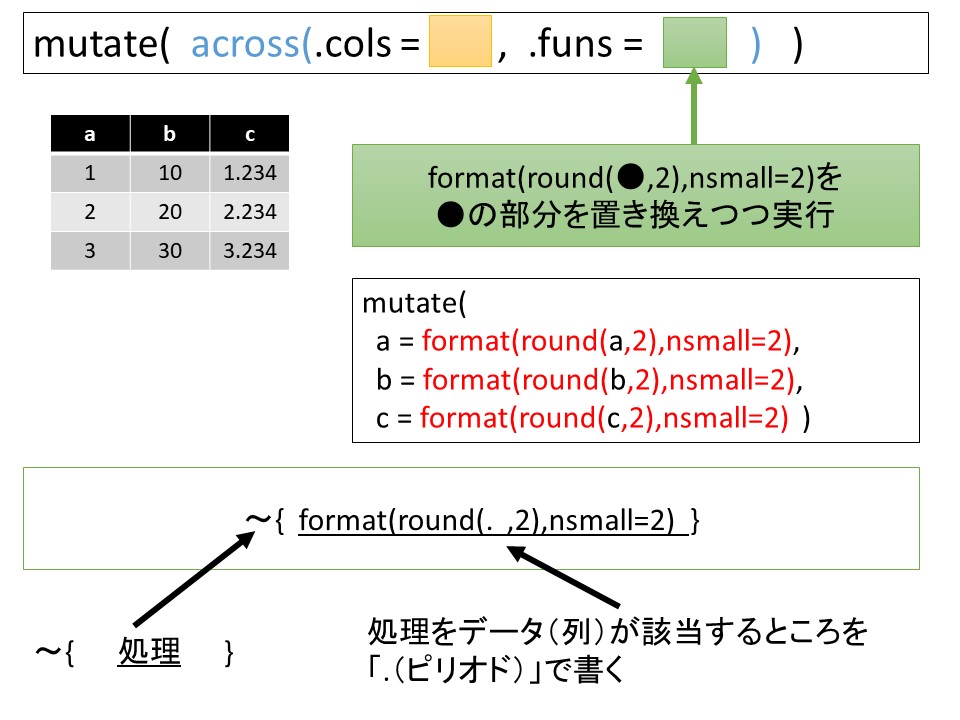 mutate( across(.cols = , .funs = ) )
a b c
1 10 1.234
2 20 2.234
3 30 3.234
format(round(●,2),nsmall=2)を
●の部分を置き換えつつ実行
mutate(
a = format(round(a,2),nsmall=2),
b = format(round(b,2),nsmall=2),
c = format(round(c,2),nsmall=2) )
～{ format(round(. ,2),nsmall=2) }
～{ 処理 }
処理をデータ（列）が該当するところを
「.（ピリオド）」で書く